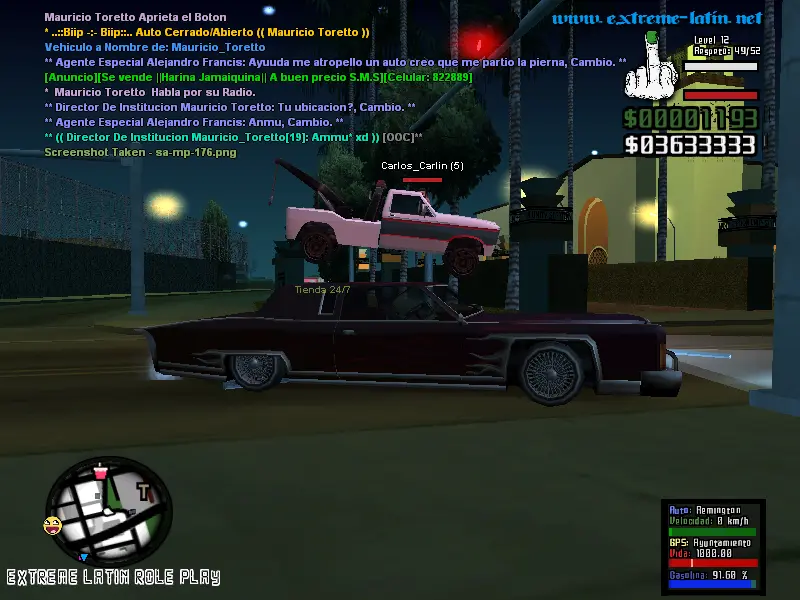 Mauricio Toretto Aprieta el Boton
* ..::Biip -:- Biip::.. Auto Cerrado/Abierto (( Mauricio Toretto ))
Vehiculo a Nombre de: Mauricio_Toretto
** Agente Especial Alejandro Francis: Ayuuda me atropello un auto creo que me partio la pierna, Cambio. **
[Anuncio][Se vende ||Harina Jamaiquina|| A buen precio S.M.S][Celular: 822889]
* Mauricio Toretto Habla por su Radio.
** Director De Institucion Mauricio Toretto: Tu ubicacion?, Cambio. **
** Agente Especial Alejandro Francis: Anmu, Cambio. **
** (( Director De Institucion Mauricio_Toretto[19]: Ammu* xd )) [OOC]**
Screenshot Taken - sa-mp-176.png
www.extreme-latin.net
Level 12
Respeto: 49/52
$00001193
$03633333
Carlos_Carlin (5)
Tienda 24/7
T
EXTREME LATIN ROLE PLAY
Auto: Remington
Velocidad: 0 km/h
GPS: Ayuntamiento
Vida: 1000.00
Gasolina: 91.60 %